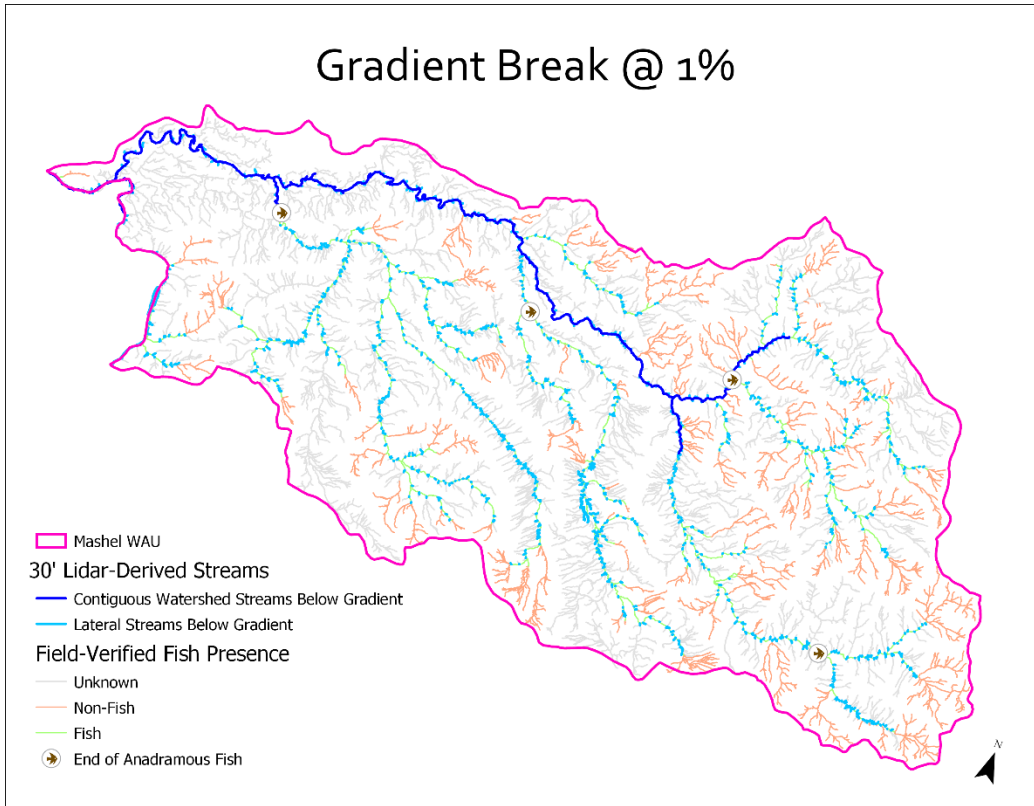 Gradient Break @ 1%
Mashel WAU
30' Lidar-Derived Streams
Contiguous Watershed Streams Below Gradient
Lateral Streams Below Gradient
Field-Verified Fish Presence
Unknown
Non-Fish
Fish
End of Anadramous Fish
N